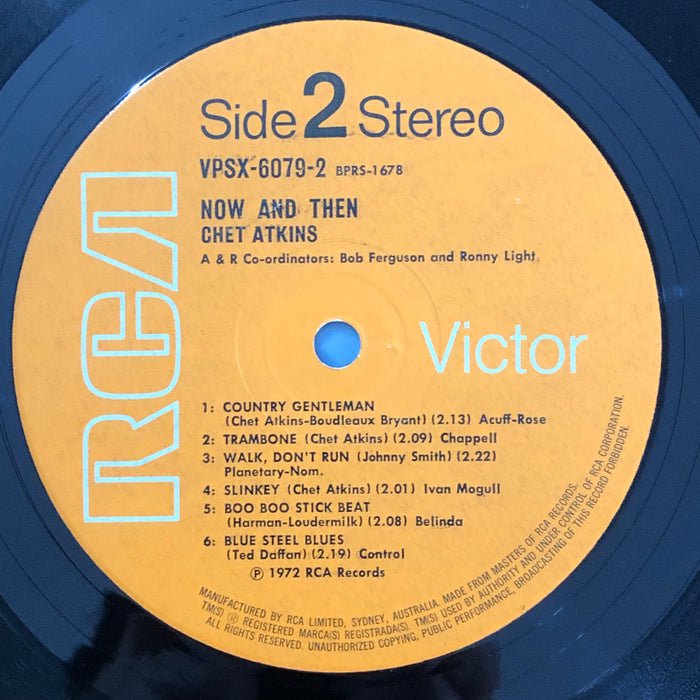 Side 2 Stereo
VPSX-6079-2 BPRS-1678
NOW AND THEN
CHET ATKINS
A & R Co-ordinators: Bob Ferguson and Ronny Light
RCA
Victor
1: COUNTRY GENTLEMAN
(Chet Atkins-Boudleaux Bryant) (2.13) Acuff-Rose
2: TRAMBONE (Chet Atkins) (2.09) Chappell
3: WALK, DON'T RUN (Johnny Smith) (2.22)
Planetary-Nom.
4: SLINKEY (Chet Atkins) (2.01) Ivan Mogull
5: BOO BOO STICK BEAT
(Harman-Loudermilk) (2.08) Belinda
6: BLUE STEEL BLUES
(Ted Daffan) (2.19) Control
Ⓟ 1972 RCA Records
MANUFACTURED BY RCA LIMITED, SYDNEY, AUSTRALIA. MADE FROM MASTERS OF RCA RECORDS.
TM(S) ® REGISTERED MARCA(S) REGISTRADA(S). TM(S) USED BY AUTHORITY AND UNDER CONTROL OF RCA CORPORATION.
ALL RIGHTS RESERVED. UNAUTHORIZED COPYING, PUBLIC PERFORMANCE, BROADCASTING OF THIS RECORD FORBIDDEN.